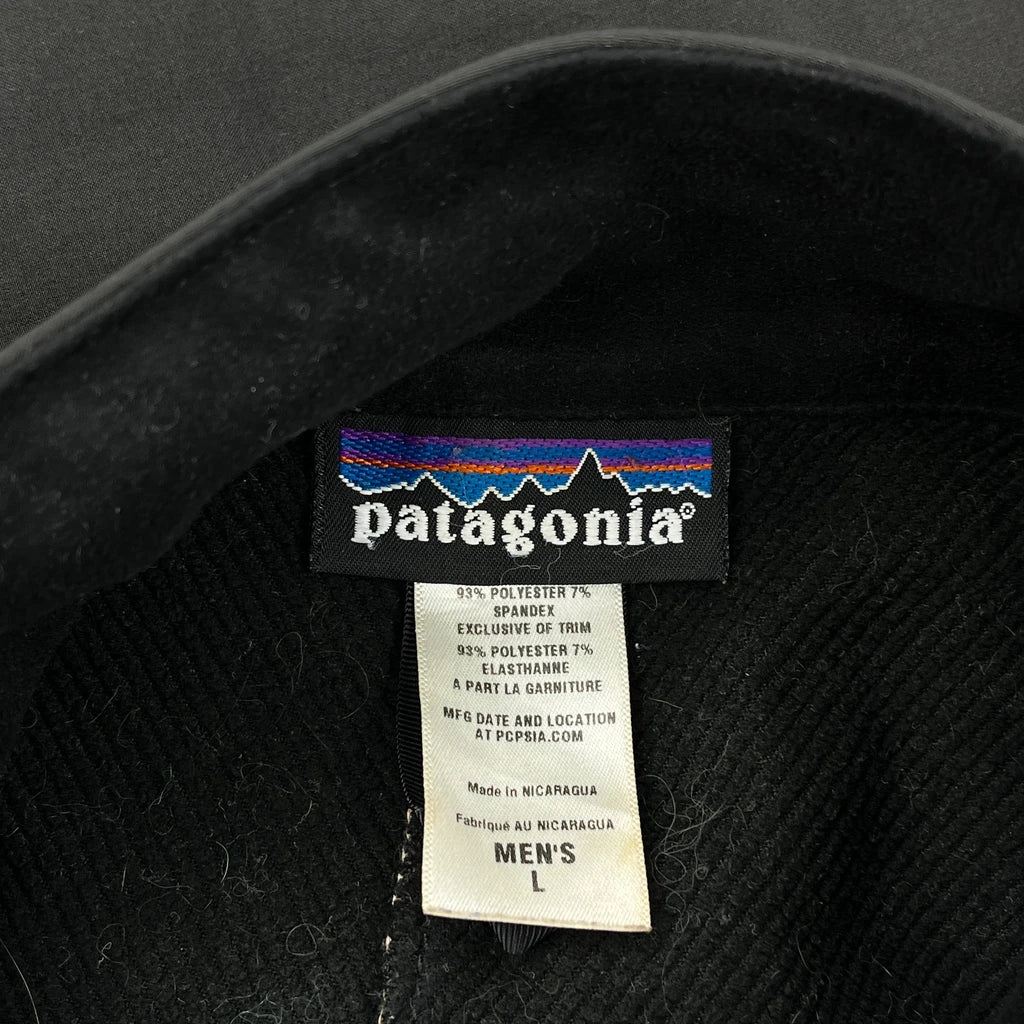 patagonia®
93% POLYESTER 7%
SPANDEX
EXCLUSIVE OF TRIM
93% POLYESTER 7%
ELASTHANNE
A PART LA GARNITURE
MFG DATE AND LOCATION
AT PCPSIA.COM
Made in NICARAGUA
Fabriqué AU NICARAGUA
MEN'S
L